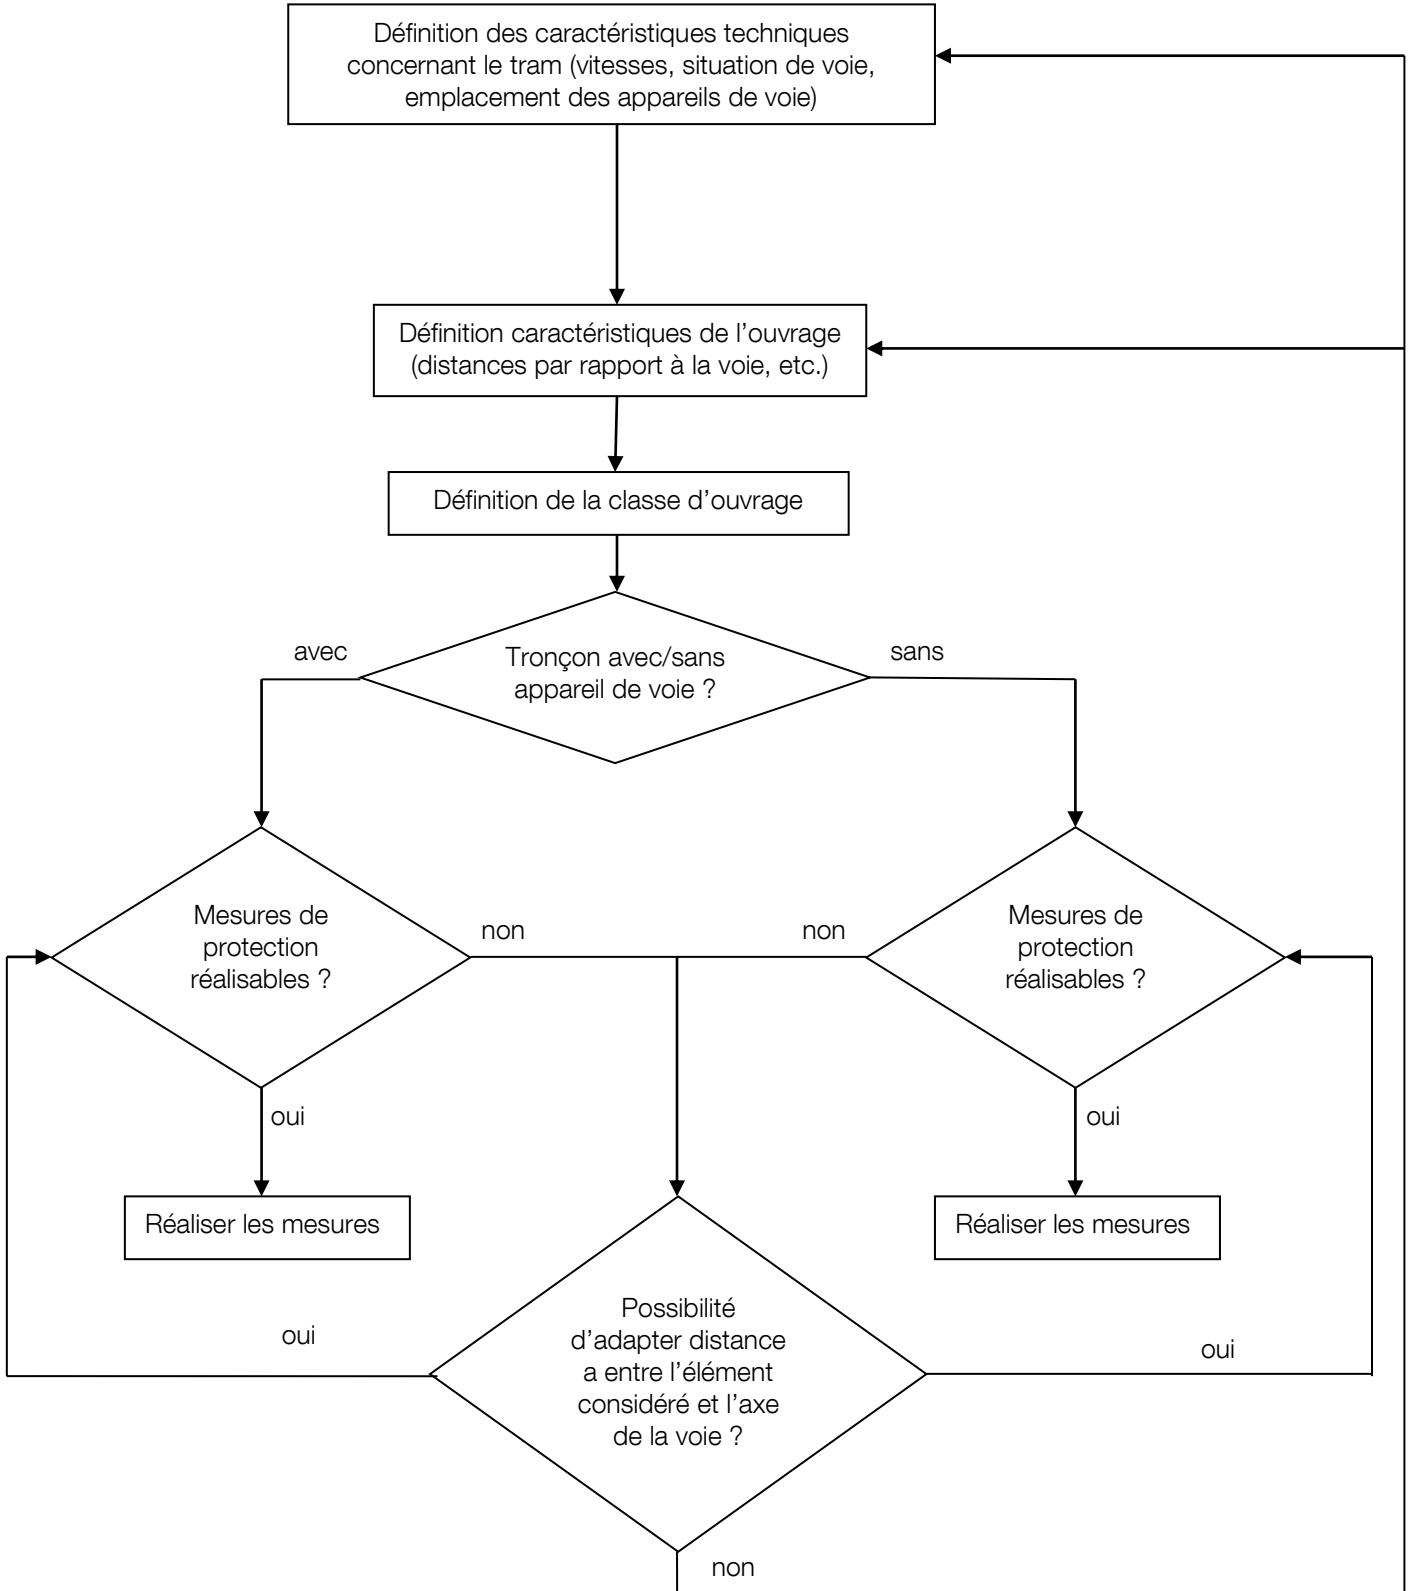 Définition des caractéristiques techniques
concernant le tram (vitesses, situation de voie,
emplacement des appareils de voie)
Définition caractéristiques de l’ouvrage
(distances par rapport à la voie, etc.)
Définition de la classe d’ouvrage
avec
Tronçon avec/sans
appareil de voie ?
sans
Mesures de
protection
réalisables ?
non
non
Mesures de
protection
réalisables ?
oui
oui
Réaliser les mesures
Réaliser les mesures
oui
Possibilité
d’adapter distance
a entre l’élément
considéré et l’axe
de la voie ?
oui
non